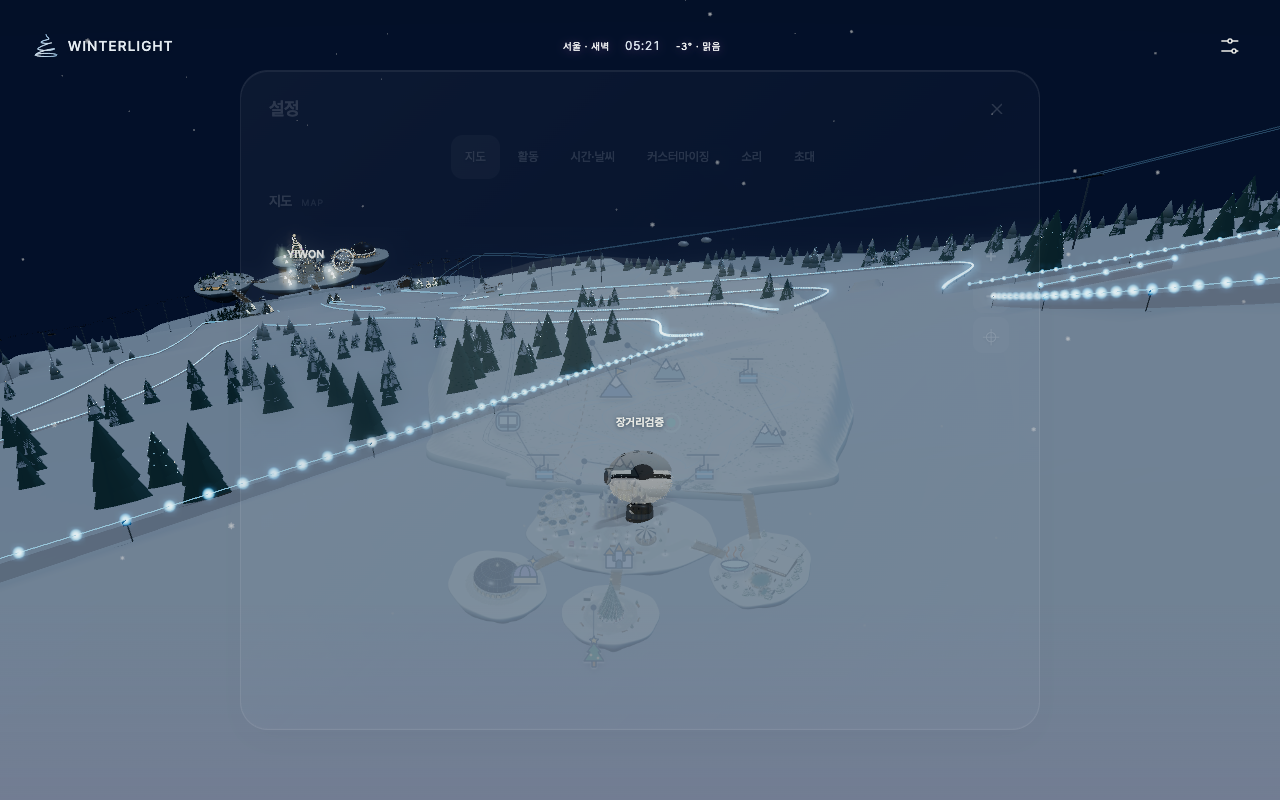 WINTERLIGHT
서울 · 새벽 05:21 -3° · 맑음
설정
지도 활동 시간·날씨 커스터마이징 소리 초대
지도 MAP
YIWON
장거리검증